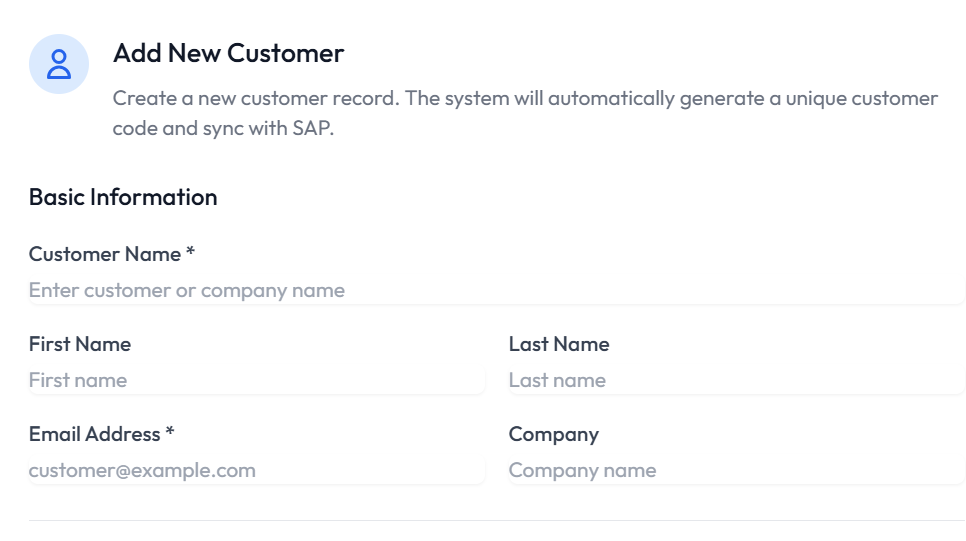 Add New Customer
Create a new customer record. The system will automatically generate a unique customer
code and sync with SAP.
Basic Information
Customer Name *
Enter customer or company name
First Name
Last Name
First name
Last name
Email Address *
Company
customer@example.com
Company name